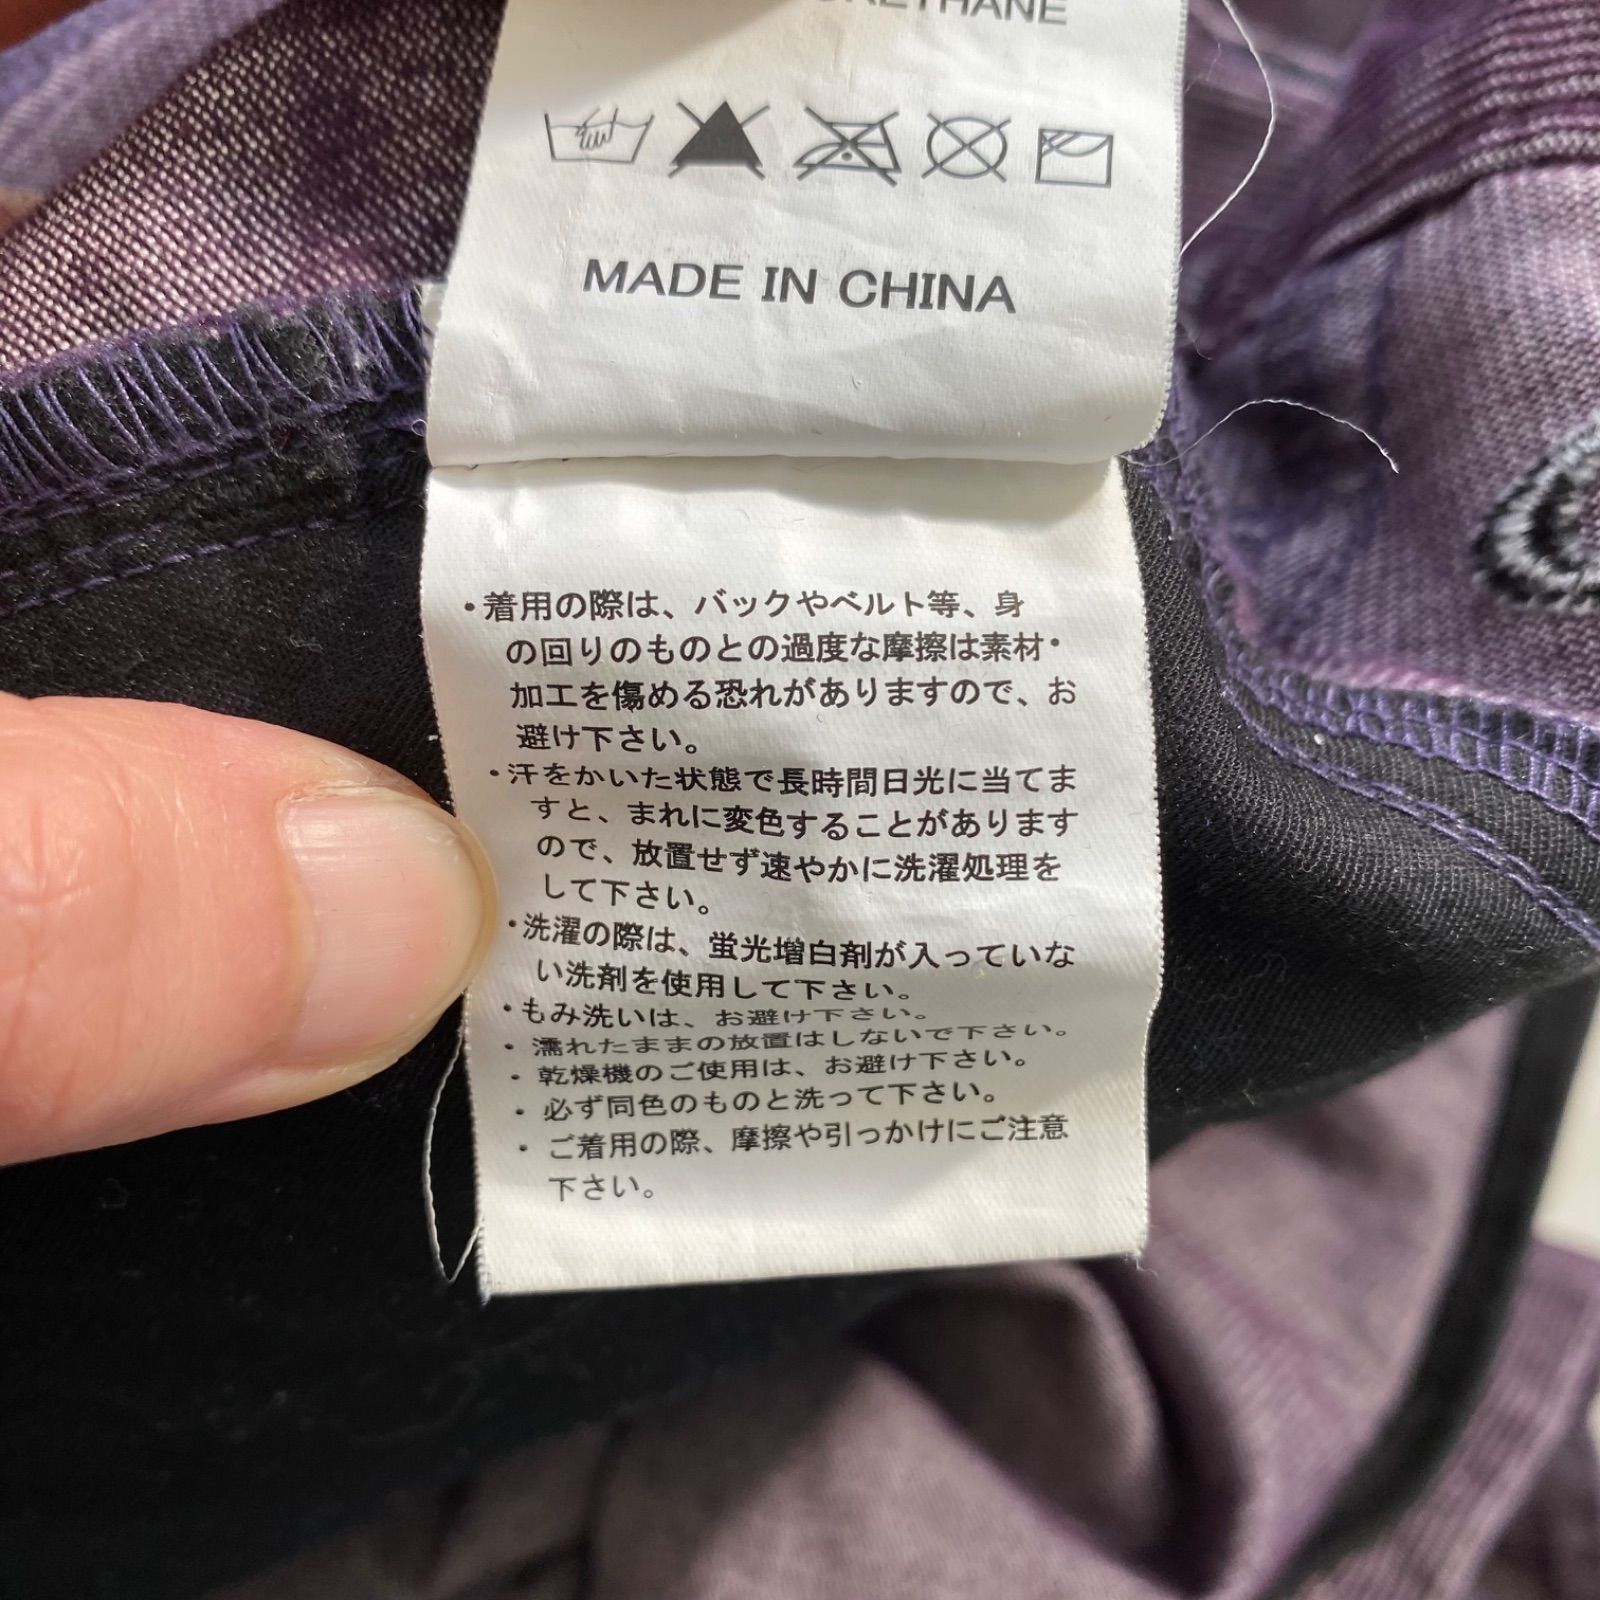 MADE IN CHINA
・着用の際は、バックやベルト等、身
の回りのものとの過度な摩擦は素材・
加工を傷める恐れがありますので、お
避け下さい。
・汗をかいた状態で長時間日光に当てま
すと、まれに変色することがあります
ので、放置せず速やかに洗濯処理を
して下さい。
・洗濯の際は、蛍光増白剤が入っていな
い洗剤を使用して下さい。
・もみ洗いは、お避け下さい。
・濡れたままの放置はしないで下さい。
・乾燥機のご使用は、お避け下さい。
・必ず同色のものと洗って下さい。
・ご着用の際、摩擦や引っかけにご注意
下さい。